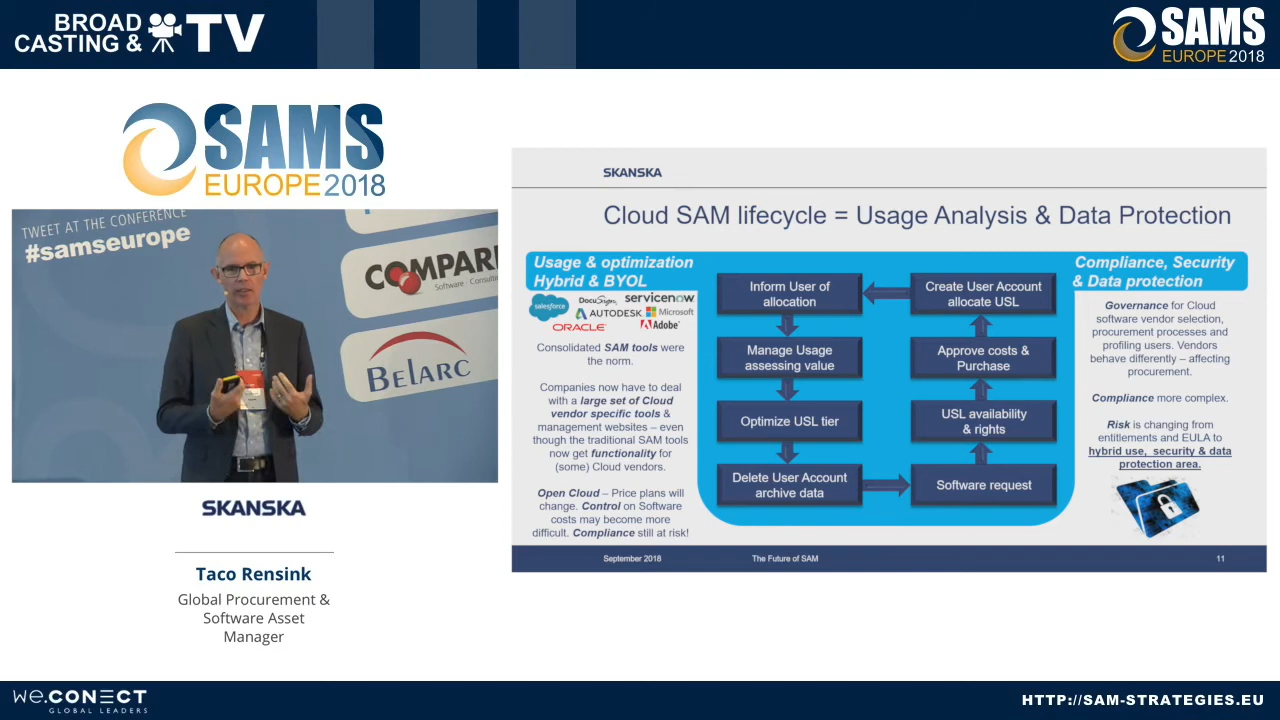 BROAD
CASTING &
TV
SAMS
EUROPE 2018
SAMS
EUROPE 2018
TWEET AT THE CONFERENCE
#samseurope
COMPAR
Software Consulti
BELARC
SKANSKA
Taco Rensink
Global Procurement &
Software Asset
Manager
SKANSKA
Cloud SAM lifecycle = Usage Analysis & Data Protection
Usage & optimization
Hybrid & BYOL
salesforce
DocuSign
servicenow
AUTODESK
Microsoft
ORACLE
Adobe
Consolidated SAM tools were
the norm.
Companies now have to deal
with a large set of Cloud
vendor specific tools &
management websites – even
though the traditional SAM tools
now get functionality for
(some) Cloud vendors.
Open Cloud – Price plans will
change. Control on Software
costs may become more
difficult. Compliance still at risk!
Inform User of
allocation
Manage Usage
assessing value
Optimize USL tier
Delete User Account
archive data
Create User Account
allocate USL
Approve costs &
Purchase
USL availability
& rights
Software request
Compliance, Security
& Data protection
Governance for Cloud
software vendor selection,
procurement processes and
profiling users. Vendors
behave differently – affecting
procurement.
Compliance more complex.
Risk is changing from
entitlements and EULA to
hybrid use, security & data
protection area.
September 2018
The Future of SAM
11
we.CONECT
GLOBAL LEADERS
HTTP://SAM-STRATEGIES.EU